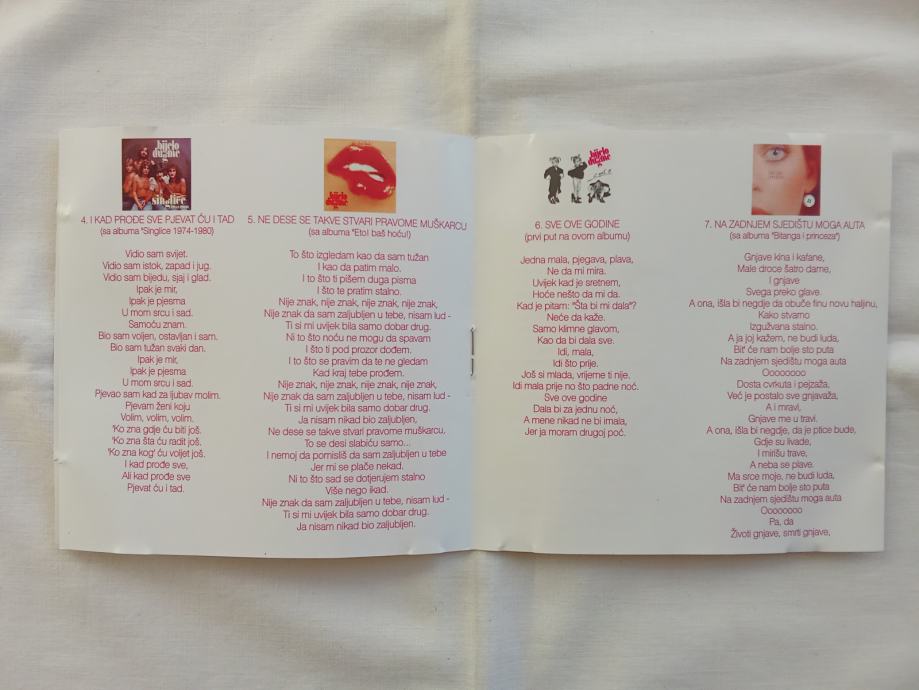 bijelo dugme
singlice
4. I KAD PROĐE SVE PJEVAT ĆU I TAD
(sa albuma "Singlice 1974-1980)
Vidio sam svijet.
Vidio sam istok, zapad i jug.
Vidio sam bijedu, sjaj i glad.
Ipak je mir,
Ipak je pjesma
U mom srcu i sad.
Samoću znam.
Bio sam voljen, ostavljan i sam.
Bio sam tužan svaki dan.
Ipak je mir,
Ipak je pjesma
U mom srcu i sad.
Pjevao sam kad za ljubav molim.
Pjevam ženi koju
Volim, volim, volim.
'Ko zna gdje ću biti još.
'Ko zna šta ću radit još.
'Ko zna kog' ću voljet još.
I kad prođe sve,
Ali kad prođe sve
Pjevat ću i tad.
bijelo dugme
5. NE DESE SE TAKVE STVARI PRAVOME MUŠKARCU
(sa albuma "Eto! baš hoću!)
To što izgledam kao da sam tužan
I kao da patim malo.
I to što ti pišem duga pisma
I što te pratim stalno.
Nije znak, nije znak, nije znak, nije znak,
Nije znak da sam zaljubljen u tebe, nisam lud -
Ti si mi uvijek bila samo dobar drug.
Ni to što noću ne mogu da spavam
I što ti pod prozor dođem.
I to što se pravim da te ne gledam
Kad kraj tebe prođem.
Nije znak, nije znak, nije znak, nije znak,
Nije znak da sam zaljubljen u tebe, nisam lud -
Ti si mi uvijek bila samo dobar drug.
Ja nisam nikad bio zaljubljen,
Ne dese se takve stvari pravome muškarcu,
To se desi slabiću samo...
I nemoj da pornisliš da sam zaljubljen u tebe
Jer mi se plače nekad.
Ni to što sad se dotjerujem stalno
Više nego ikad.
Nije znak da sam zaljubljen u tebe, nisam lud -
Ti si mi uvijek bila samo dobar drug.
Ja nisam nikad bio zaljubljen.
bijelo dugme
6. SVE OVE GODINE
(prvi put na ovom albumu)
Jedna mala, pjegava, plava,
Ne da mi mira.
Uvijek kad je sretnem,
Hoće nešto da mi da.
Kad je pitam: "Šta bi mi dala"?
Neće da kaže.
Samo klimne glavom,
Kao da bi dala sve.
Idi, mala,
Idi što prije.
Još si mlada, vrijeme ti nije,
Idi mala prije no što padne noć.
Sve ove godine
Dala bi za jednu noć,
A mene nikad ne bi imala,
Jer ja moram drugoj poć.
7. NA ZADNJEM SJEDIŠTU MOGA AUTA
(sa albuma "Bitanga i princeza")
Gnjave kina i kafane,
Male droce šatro dame,
I gnjave
Svega preko glave.
A ona, išla bi negdje da obuče finu novu haljinu,
Kako stvarno
Izgužvana stalno.
A ja joj kažem, ne budi luda,
Bit' će nam bolje sto puta
Na zadnjem sjedištu moga auta
Oooooooo
Dosta cvrkuta i pejzaža,
Već je postalo sve gnjavaža,
A i mravi,
Gnjave me u travi.
A ona, išla bi negdje, da je ptice bude,
Gdje su livade,
I mirišu trave,
A neba se plave.
Ma srce moje, ne budi luda,
Bit' će nam bolje sto puta
Na zadnjem sjedištu moga auta
Oooooooo
Pa, da
Životi gnjave, smrti gnjave,